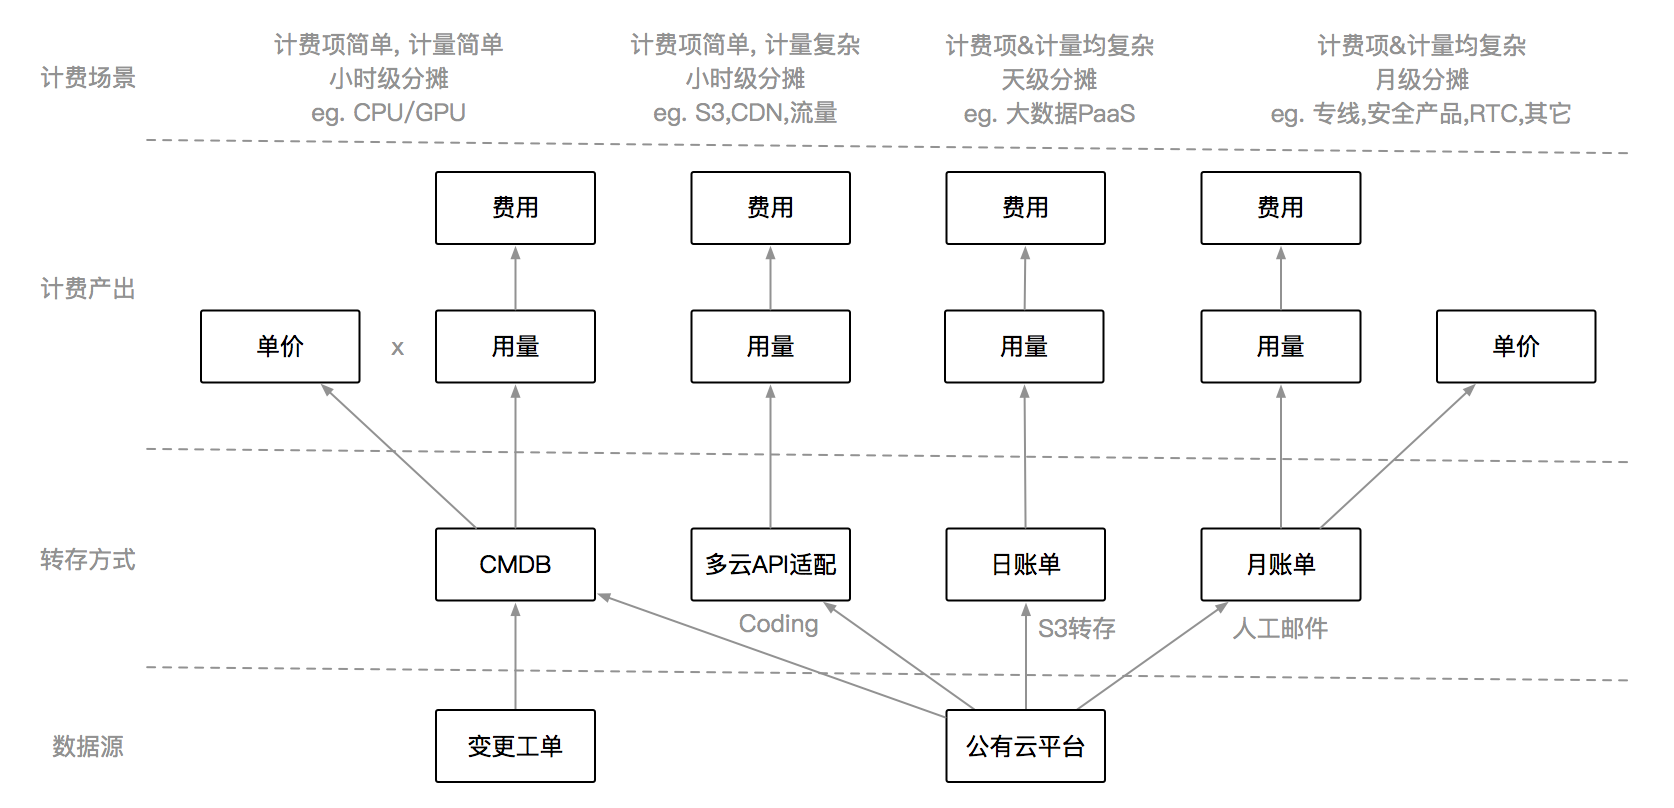 计费场景
计费项简单, 计量简单
小时级分摊
eg. CPU/GPU
计费项简单, 计量复杂
小时级分摊
eg. S3,CDN,流量
计费项&计量均复杂
天级分摊
eg. 大数据PaaS
计费项&计量均复杂
月级分摊
eg. 专线,安全产品,RTC,其它
计费产出
费用
费用
费用
费用
单价
x
用量
用量
用量
用量
单价
转存方式
CMDB
多云API适配
日账单
月账单
Coding
S3转存
人工邮件
数据源
变更工单
公有云平台